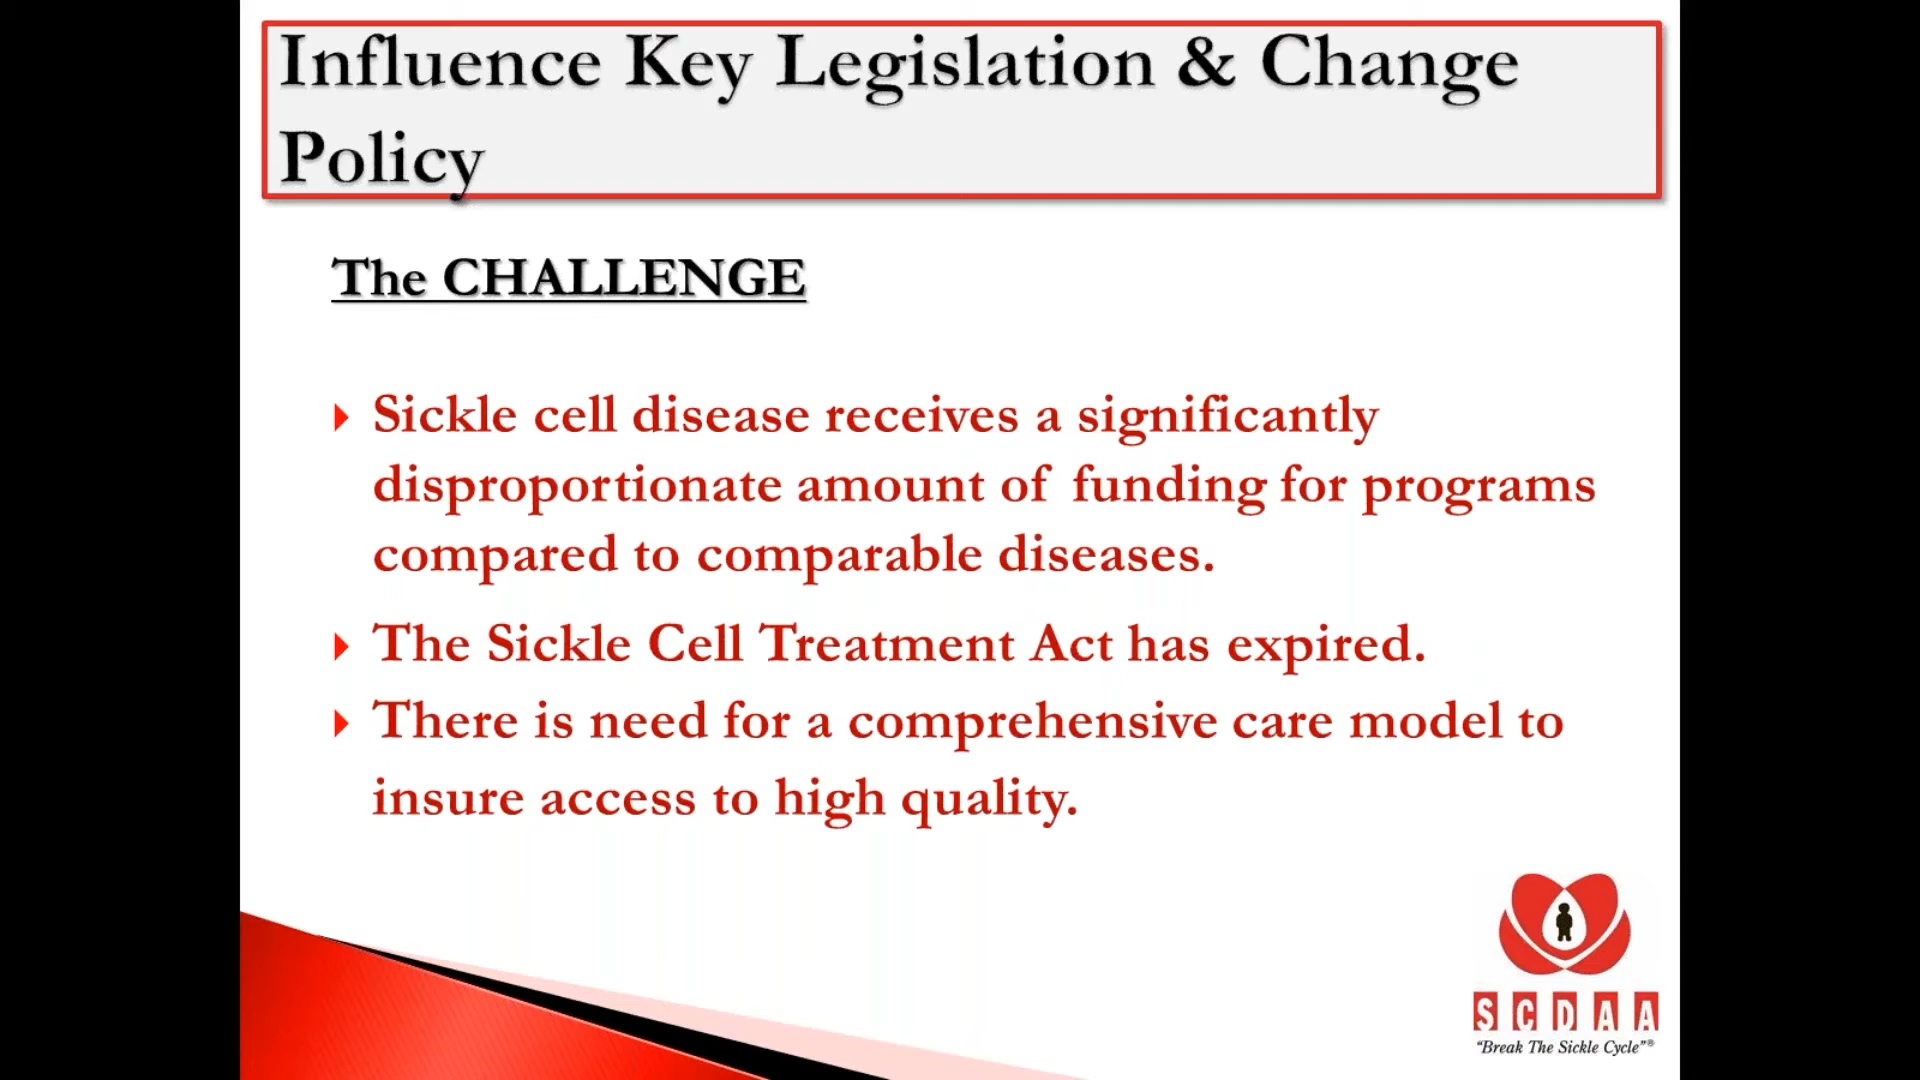 Influence Key Legislation & Change
Policy
The CHALLENGE
Sickle cell disease receives a significantly
disproportionate amount of funding for programs
compared to comparable diseases.
The Sickle Cell Treatment Act has expired.
There is need for a comprehensive care model to
insure access to high quality.
SCDAA
"Break The Sickle Cycle"®